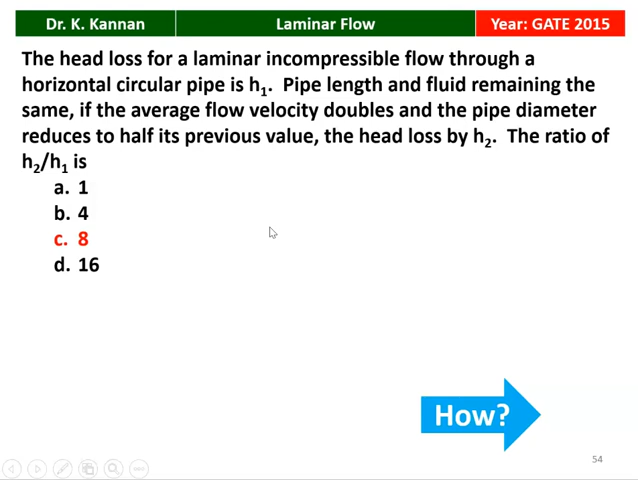 Dr. K. Kannan
Laminar Flow
Year: GATE 2015
The head loss for a laminar incompressible flow through a
horizontal circular pipe is h₁. Pipe length and fluid remaining the
same, if the average flow velocity doubles and the pipe diameter
reduces to half its previous value, the head loss by h₂. The ratio of
h₂/h₁ is
a. 1
b. 4
c. 8
d. 16
How?
54